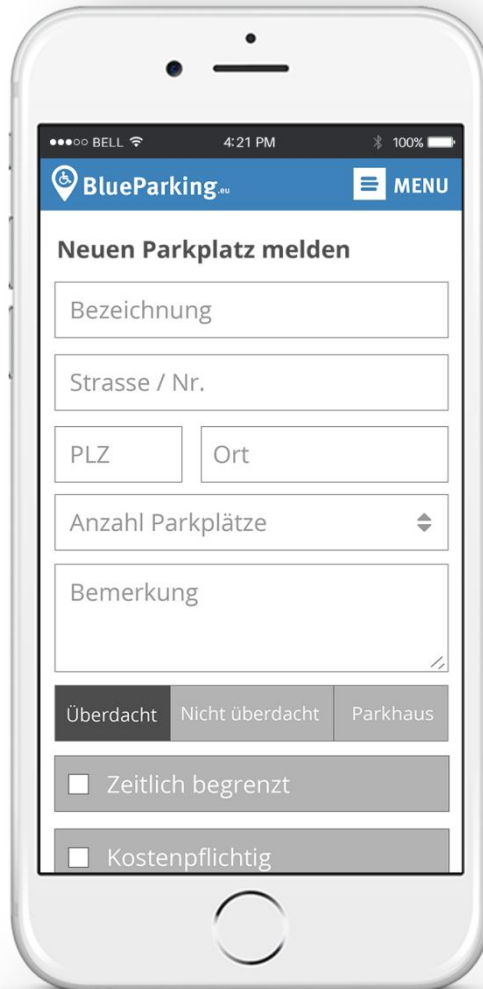 BELL 4:21 PM 100%
BlueParking.eu MENU
Neuen Parkplatz melden
Bezeichnung
Strasse / Nr.
PLZ Ort
Anzahl Parkplätze
Bemerkung
Überdacht Nicht überdacht Parkhaus
Zeitlich begrenzt
Kostenpflichtig